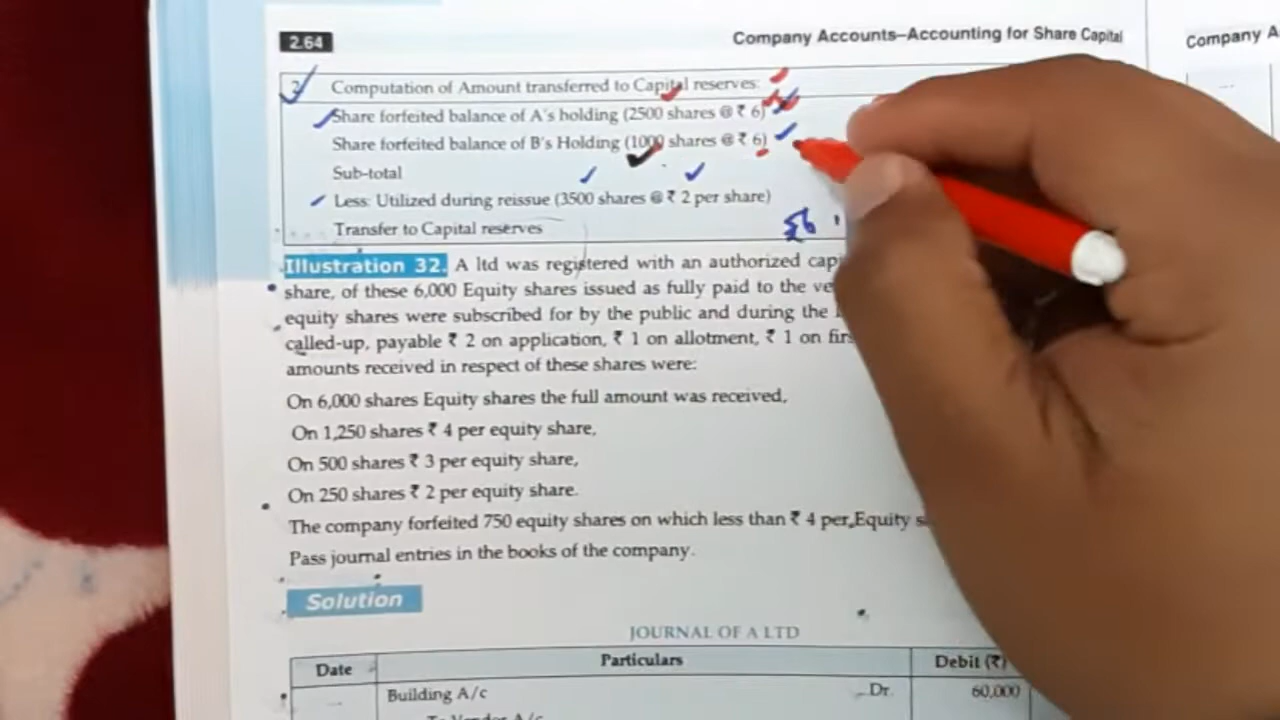 2.64
Company Accounts–Accounting for Share Capital
Company A
2 Computation of Amount transferred to Capital reserves:
Share forfeited balance of A's holding (2500 shares @ ₹ 6)
Share forfeited balance of B's Holding (1000 shares @ ₹ 6)
Sub-total
Less: Utilized during reissue (3500 shares @ ₹ 2 per share)
Transfer to Capital reserves
Illustration 32. A ltd was registered with an authorized
share, of these 6,000 Equity shares issued as fully paid to the
equity shares were subscribed for by the public and during the
called-up, payable ₹ 2 on application, ₹ 1 on allotment, ₹ 1 on
amounts received in respect of these shares were:
On 6,000 shares Equity shares the full amount was received,
On 1,250 shares ₹ 4 per equity share,
On 500 shares ₹ 3 per equity share,
On 250 shares ₹ 2 per equity share.
The company forfeited 750 equity shares on which less than ₹ 4 per Equity
Pass journal entries in the books of the company.
Solution
JOURNAL OF A LTD
Date Particulars Debit (₹)
Building A/c Dr. 60,000
To Vendor A/c